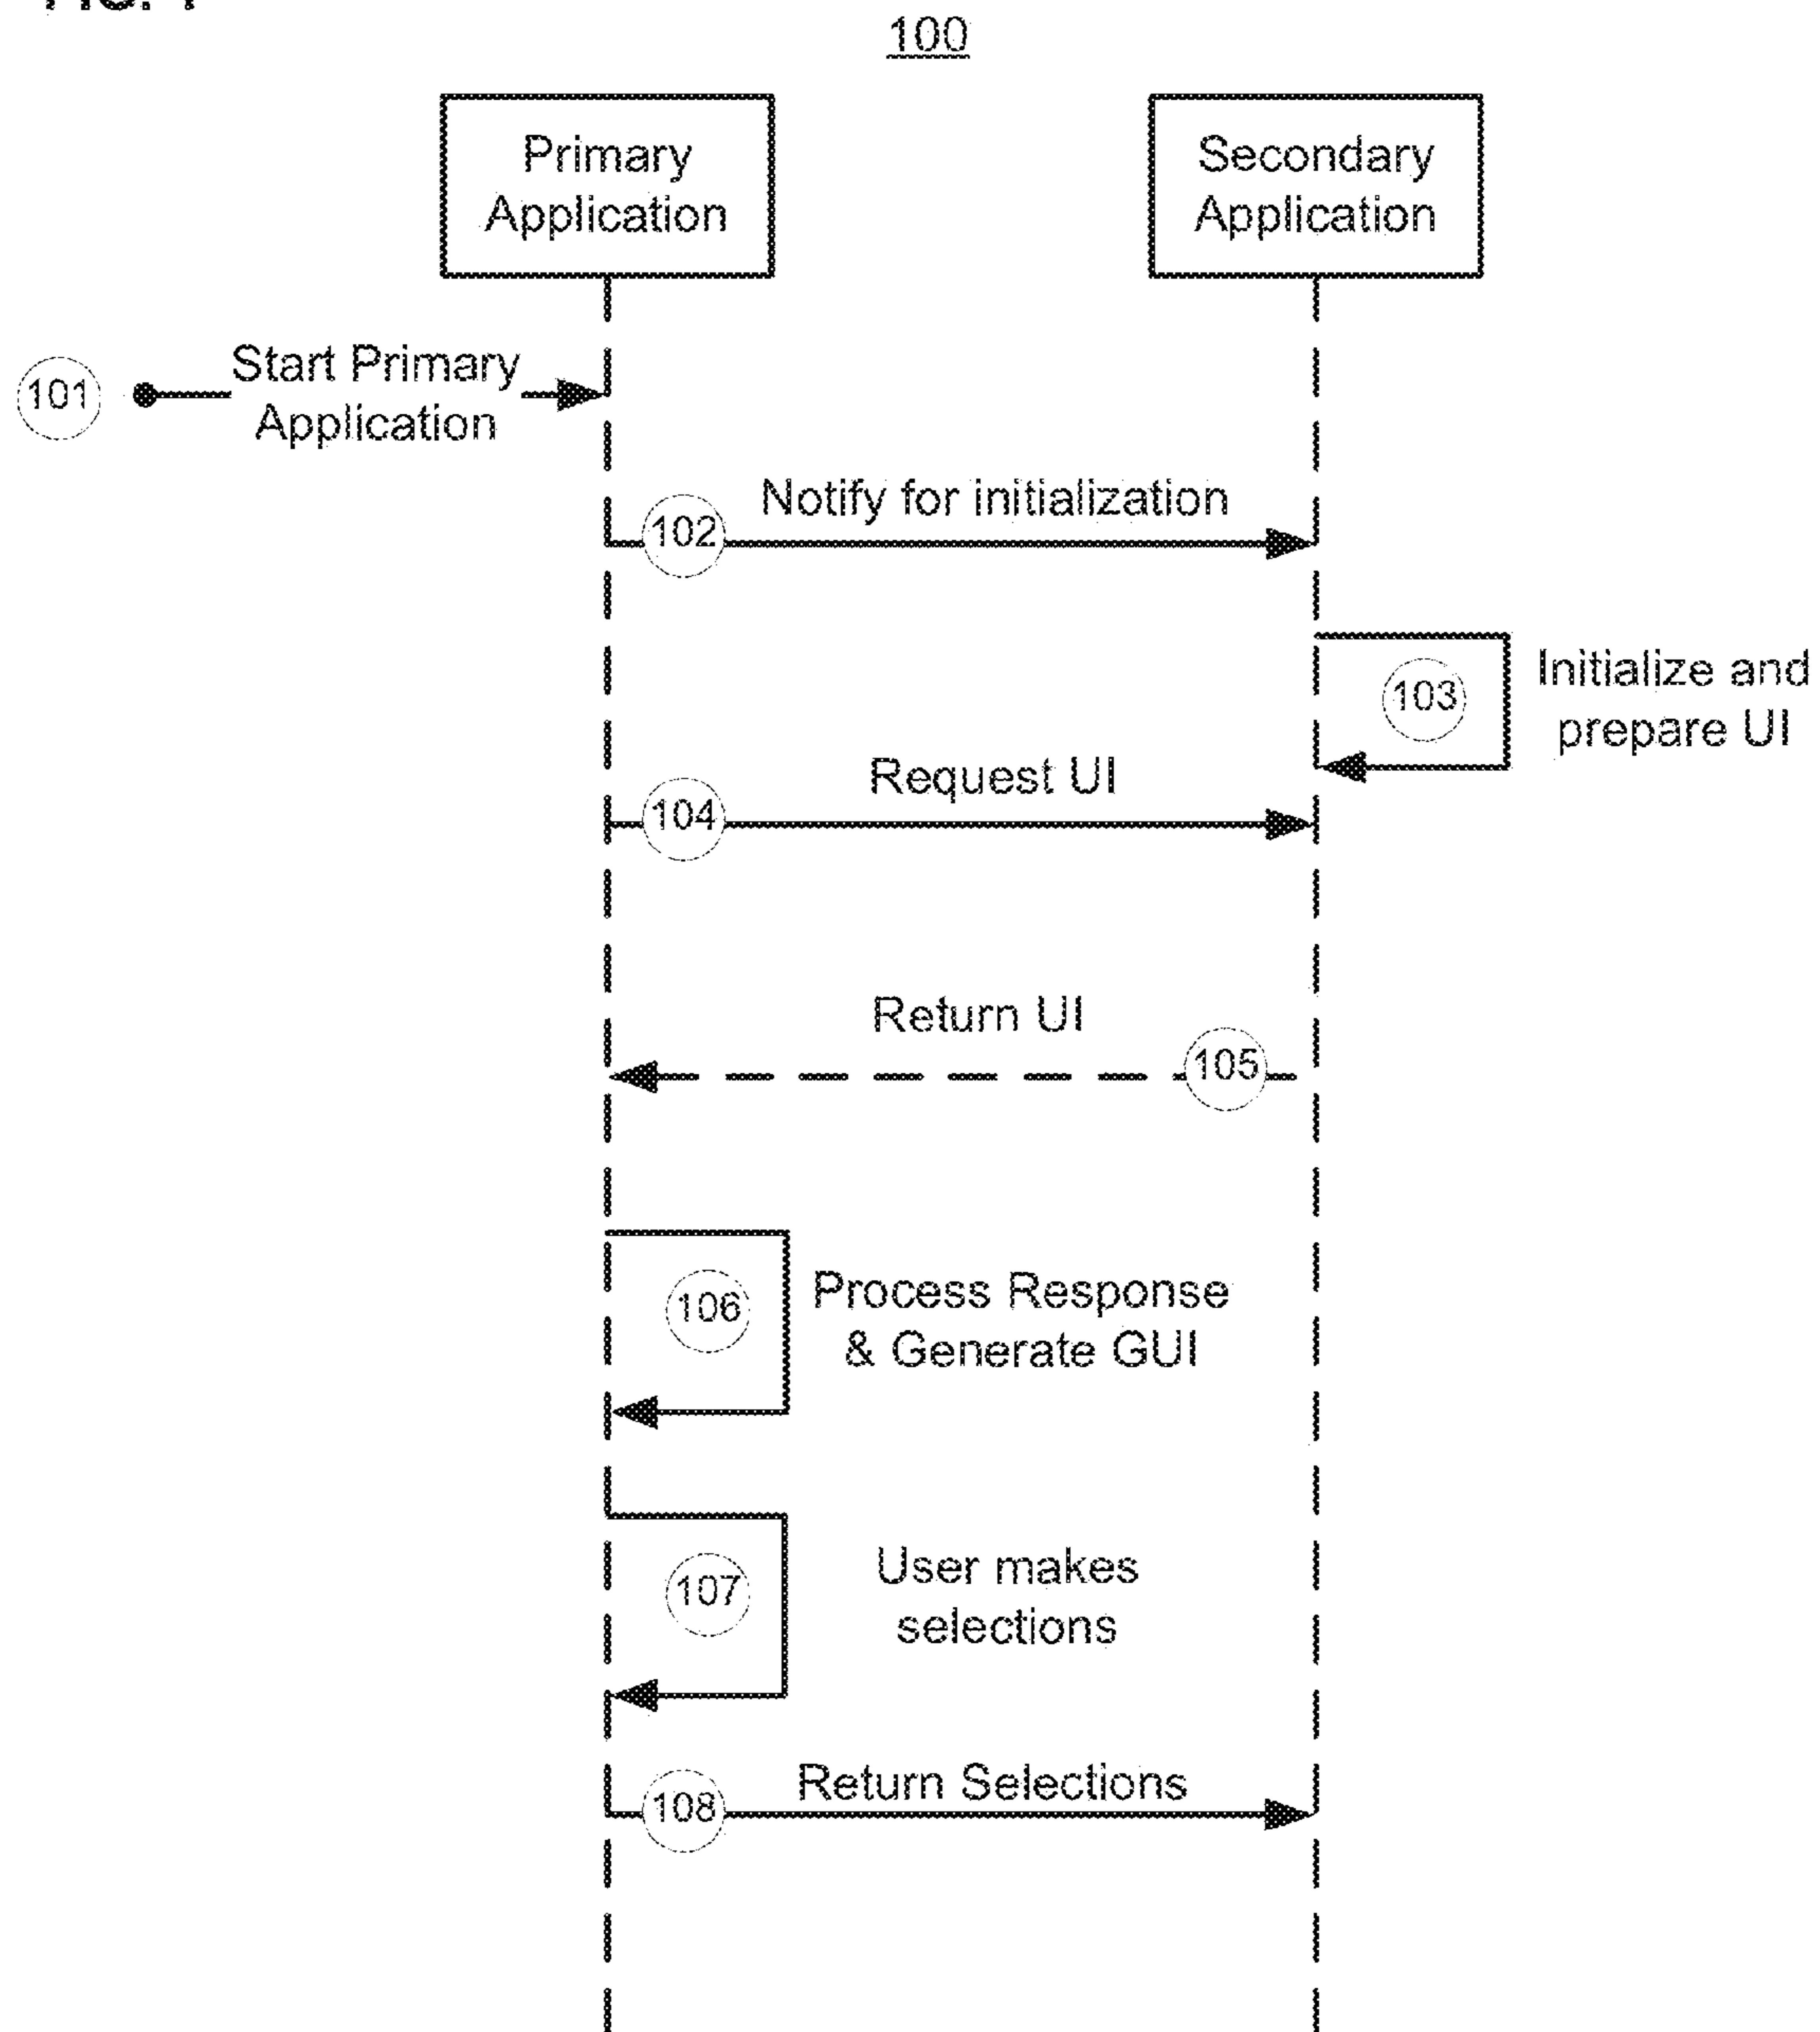 100
Primary
Application
Secondary
Application
101
Start Primary
Application
Notify for initialization
102
103
Initialize and
prepare UI
Request UI
104
Return UI
105
106
Process Response
& Generate GUI
107
User makes
selections
Return Selections
108